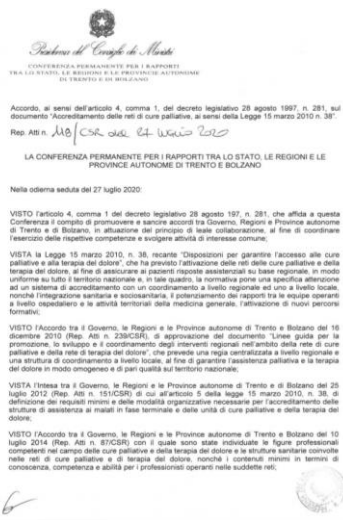 Presidenza del Consiglio dei Ministri
CONFERENZA PERMANENTE PER I RAPPORTI
TRA LO STATO, LE REGIONI E LE PROVINCIE AUTONOME
DI TRENTO E DI BOLZANO
Accordo, ai sensi dell'articolo 4, comma 1, del decreto legislativo 28 agosto 1997, n. 281, sul
documento "Accreditamento delle reti di cure palliative, ai sensi della Legge 15 marzo 2010 n. 38".
Rep. Atti n. 118/CSR del 27 luglio 2020
LA CONFERENZA PERMANENTE PER I RAPPORTI TRA LO STATO, LE REGIONI E LE
PROVINCE AUTONOME DI TRENTO E BOLZANO
Nella odierna seduta del 27 luglio 2020:
VISTO l'articolo 4, comma 1 del decreto legislativo 28 agosto 197, n. 281, che affida a questa
Conferenza il compito di promuovere e sancire accordi tra Governo, Regioni e Province autonome
di Trento e di Bolzano, in attuazione del principio di leale collaborazione, al fine di coordinare
l'esercizio delle rispettive competenze e svolgere attività di interesse comune;
VISTA la Legge 15 marzo 2010, n. 38, recante "Disposizioni per garantire l'accesso alle cure
palliative e alla terapia del dolore", che ha previsto l'attivazione delle reti delle cure palliative e della
terapia del dolore, al fine di assicurare ai pazienti risposte assistenziali su base regionale, in modo
uniforme su tutto il territorio nazionale e, in tale quadro, la normativa pone una specifica attenzione
ad un sistema di accreditamento con un coordinamento a livello regionale ed uno a livello locale,
nonché l'integrazione sanitaria e sociosanitaria, il potenziamento dei rapporti tra le equipe operanti
a livello ospedaliero e le attività territoriali della medicina generale, l'attivazione di nuovi percorsi
formativi;
VISTO l'Accordo tra il Governo, le Regioni e le Province autonome di Trento e Bolzano del 16
dicembre 2010 (Rep. Atti n. 239/CSR), di approvazione del documento "Linee guida per la
promozione, lo sviluppo e il coordinamento degli interventi regionali nell'ambito della rete di cure
palliative e della rete di terapia del dolore", che prevede una regia centralizzata a livello regionale e
una struttura di coordinamento a livello locale, al fine di garantire l'assistenza palliativa e la terapia
del dolore in modo omogeneo e di pari qualità sul territorio nazionale;
VISTA l'Intesa tra il Governo, le Regioni e le Province autonome di Trento e Bolzano del 25
luglio 2012 (Rep. Atti n. 151/CSR) di cui all'articolo 5 della legge 15 marzo 2010, n. 38, di
definizione dei requisiti minimi e delle modalità organizzative necessarie per l'accreditamento delle
strutture di assistenza ai malati in fase terminale e delle unità di cure palliative e della terapia del
dolore;
VISTO l'Accordo tra il Governo, le Regioni e le Province autonome di Trento e Bolzano del 10
luglio 2014 (Rep. Atti n. 87/CSR) con il quale sono state individuate le figure professionali
competenti nel campo delle cure palliative e della terapia del dolore e le strutture sanitarie coinvolte
nelle reti di cure palliative e di terapia del dolore, nonché i contenuti minimi in termini di
conoscenza, competenza e abilità per i professionisti operanti nelle suddette reti;